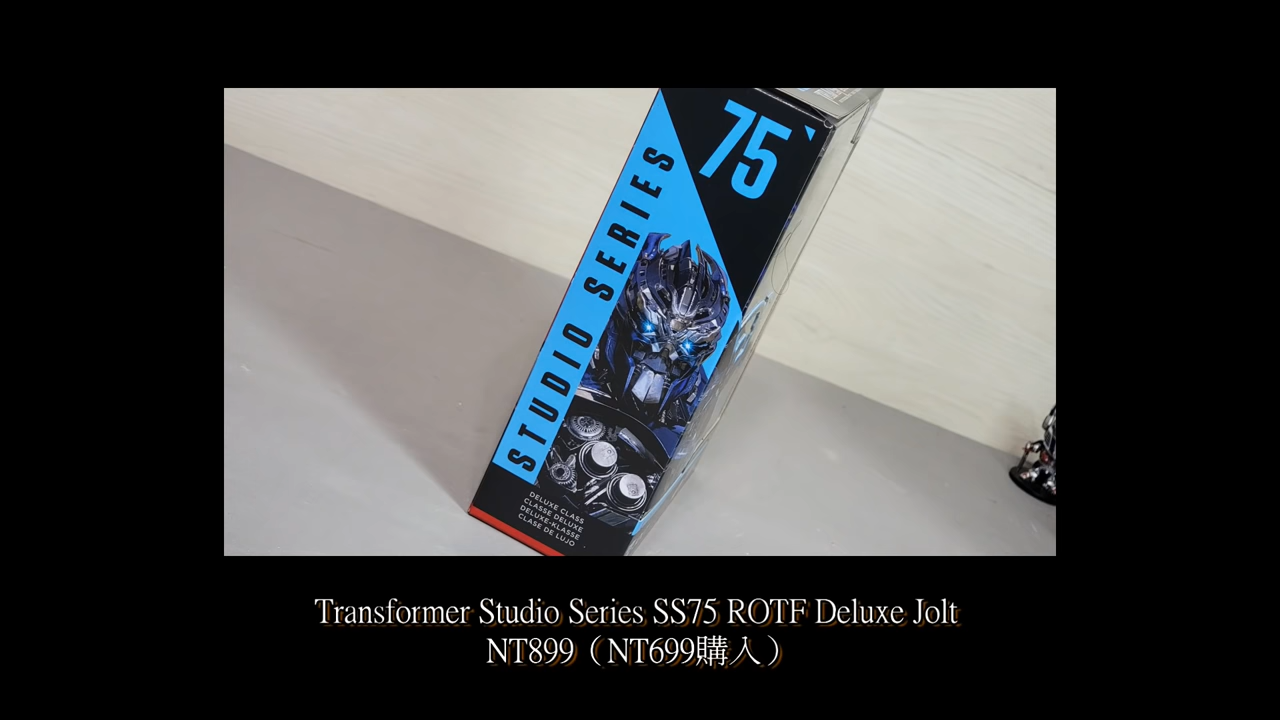 75
STUDIO SERIES
DELUXE CLASS
CLASSE DELUXE
DELUXE-KLASSE
CLASE DE LUJO
Transformer Studio Series SS75 ROTF Deluxe Jolt
NT899（NT699購入）